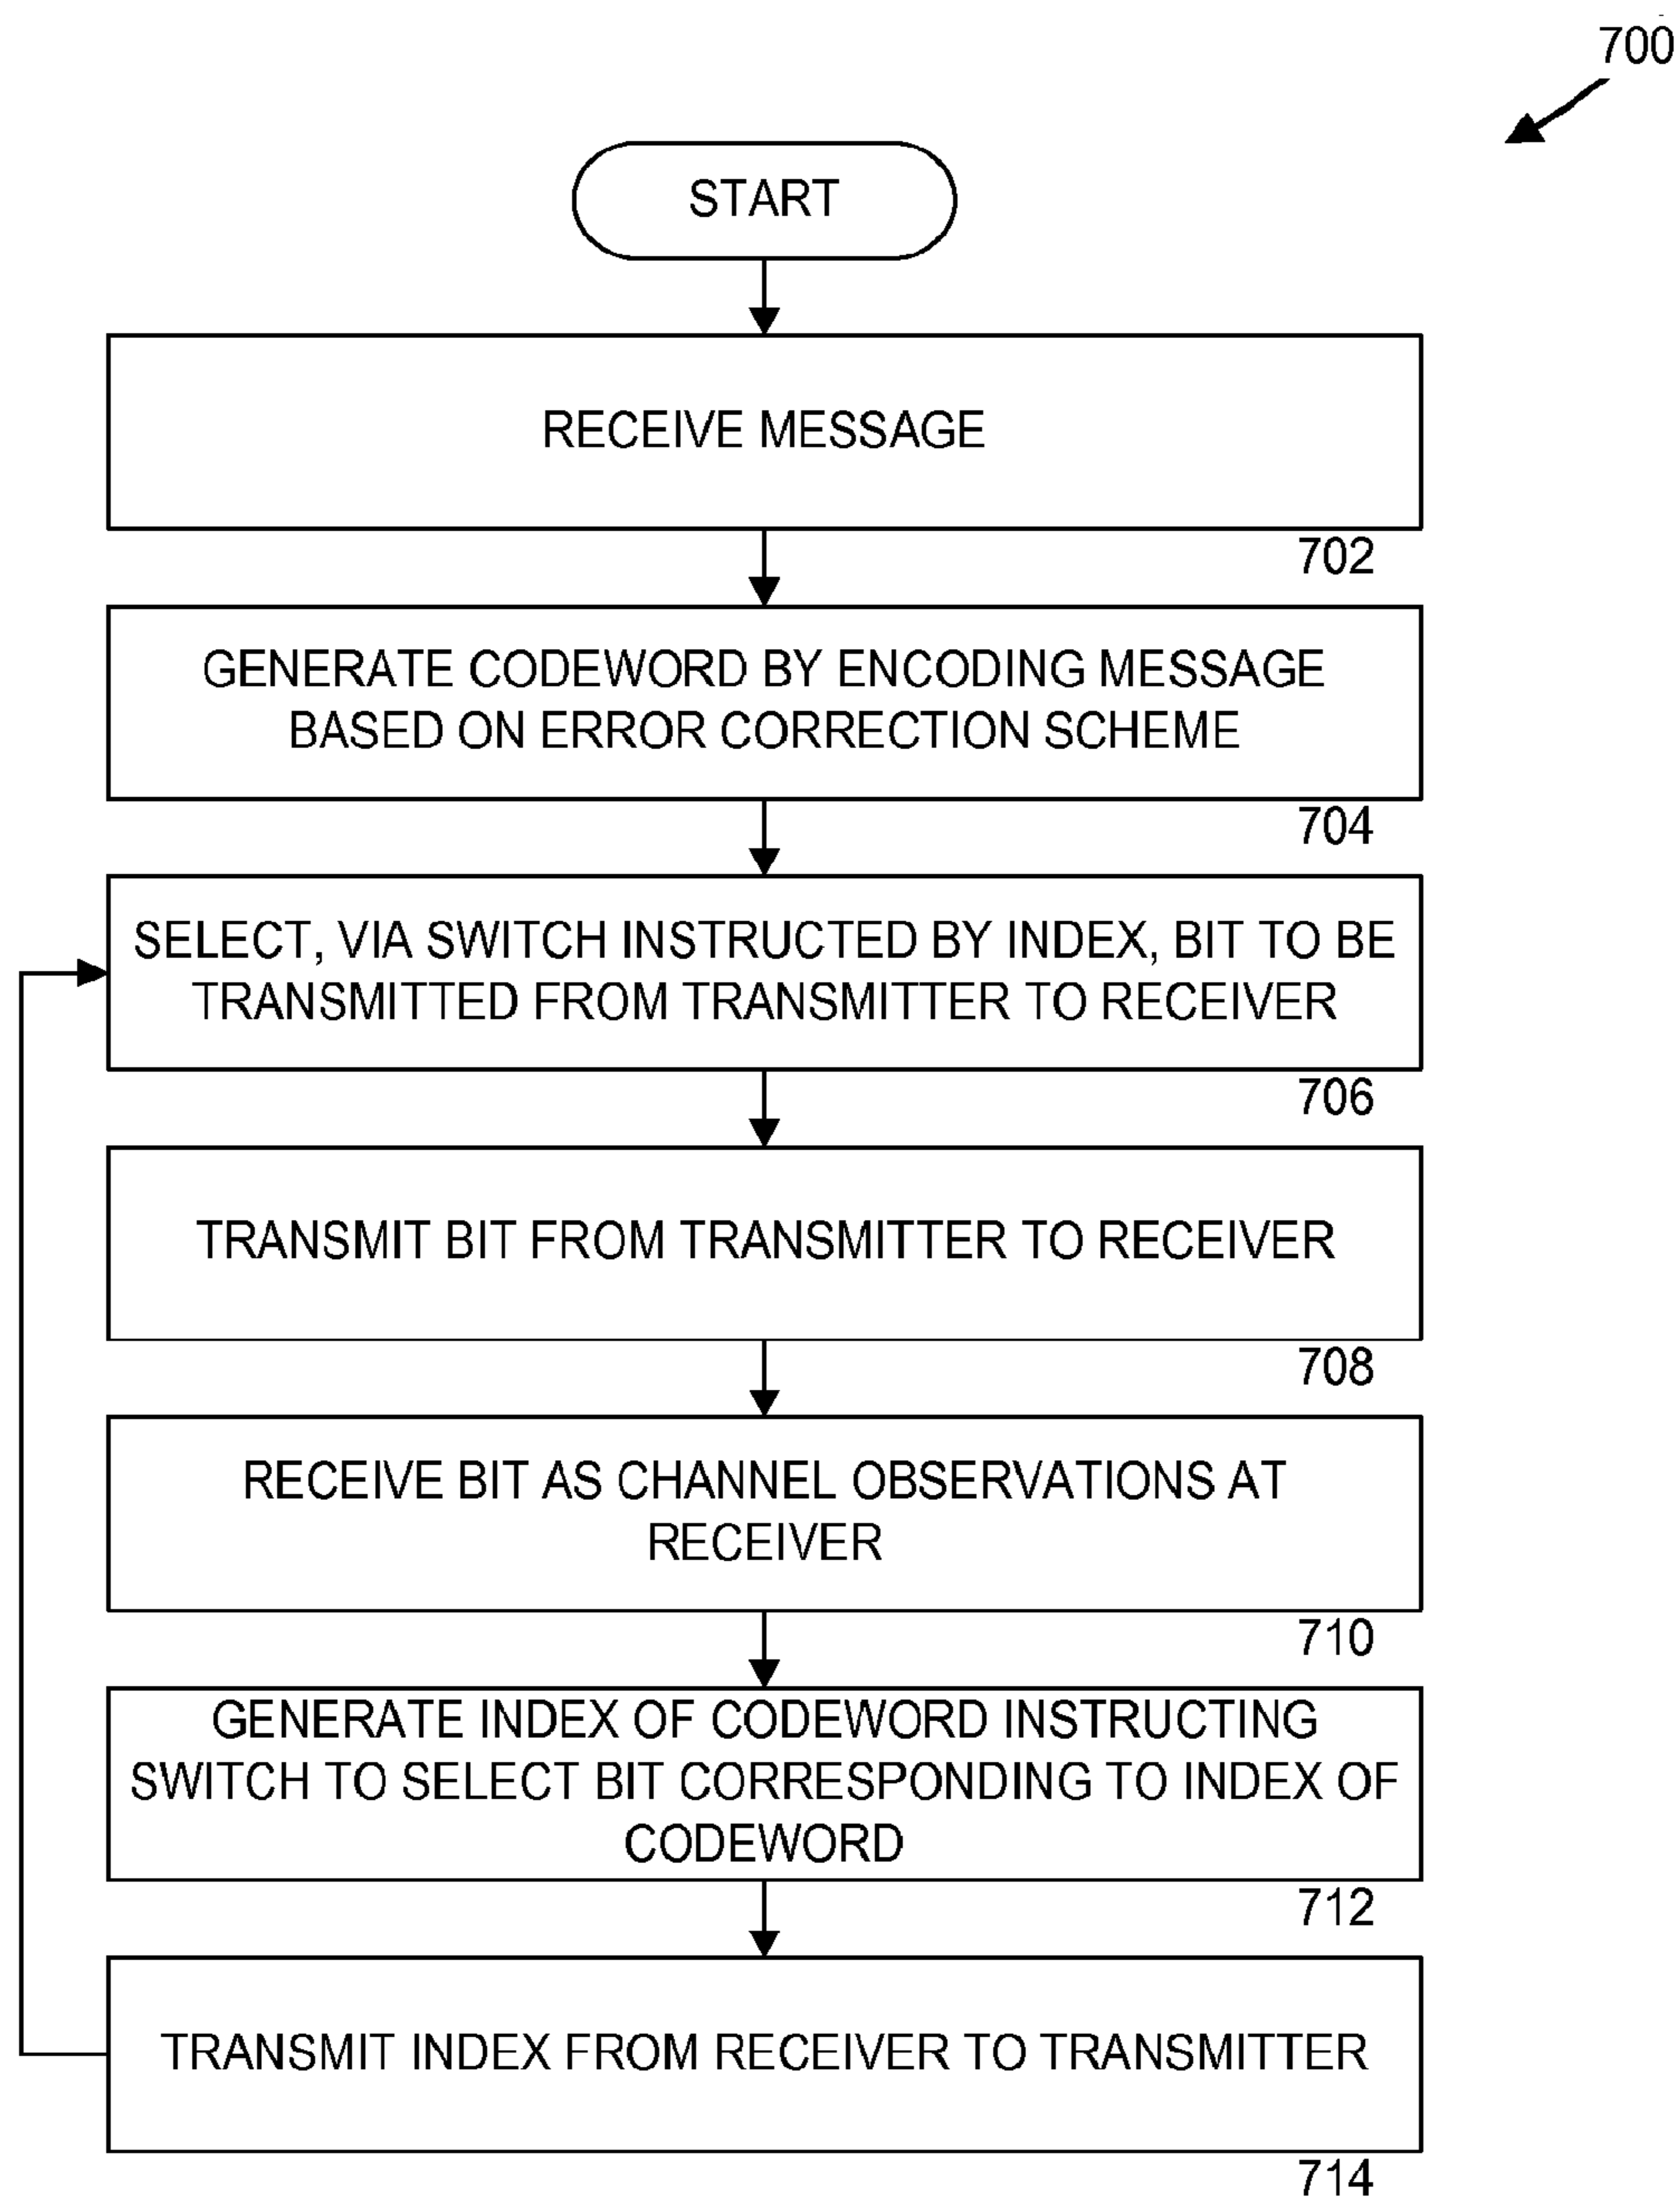 700
START
RECEIVE MESSAGE
702
GENERATE CODEWORD BY ENCODING MESSAGE
BASED ON ERROR CORRECTION SCHEME
704
SELECT, VIA SWITCH INSTRUCTED BY INDEX, BIT TO BE
TRANSMITTED FROM TRANSMITTER TO RECEIVER
706
TRANSMIT BIT FROM TRANSMITTER TO RECEIVER
708
RECEIVE BIT AS CHANNEL OBSERVATIONS AT
RECEIVER
710
GENERATE INDEX OF CODEWORD INSTRUCTING
SWITCH TO SELECT BIT CORRESPONDING TO INDEX OF
CODEWORD
712
TRANSMIT INDEX FROM RECEIVER TO TRANSMITTER
714